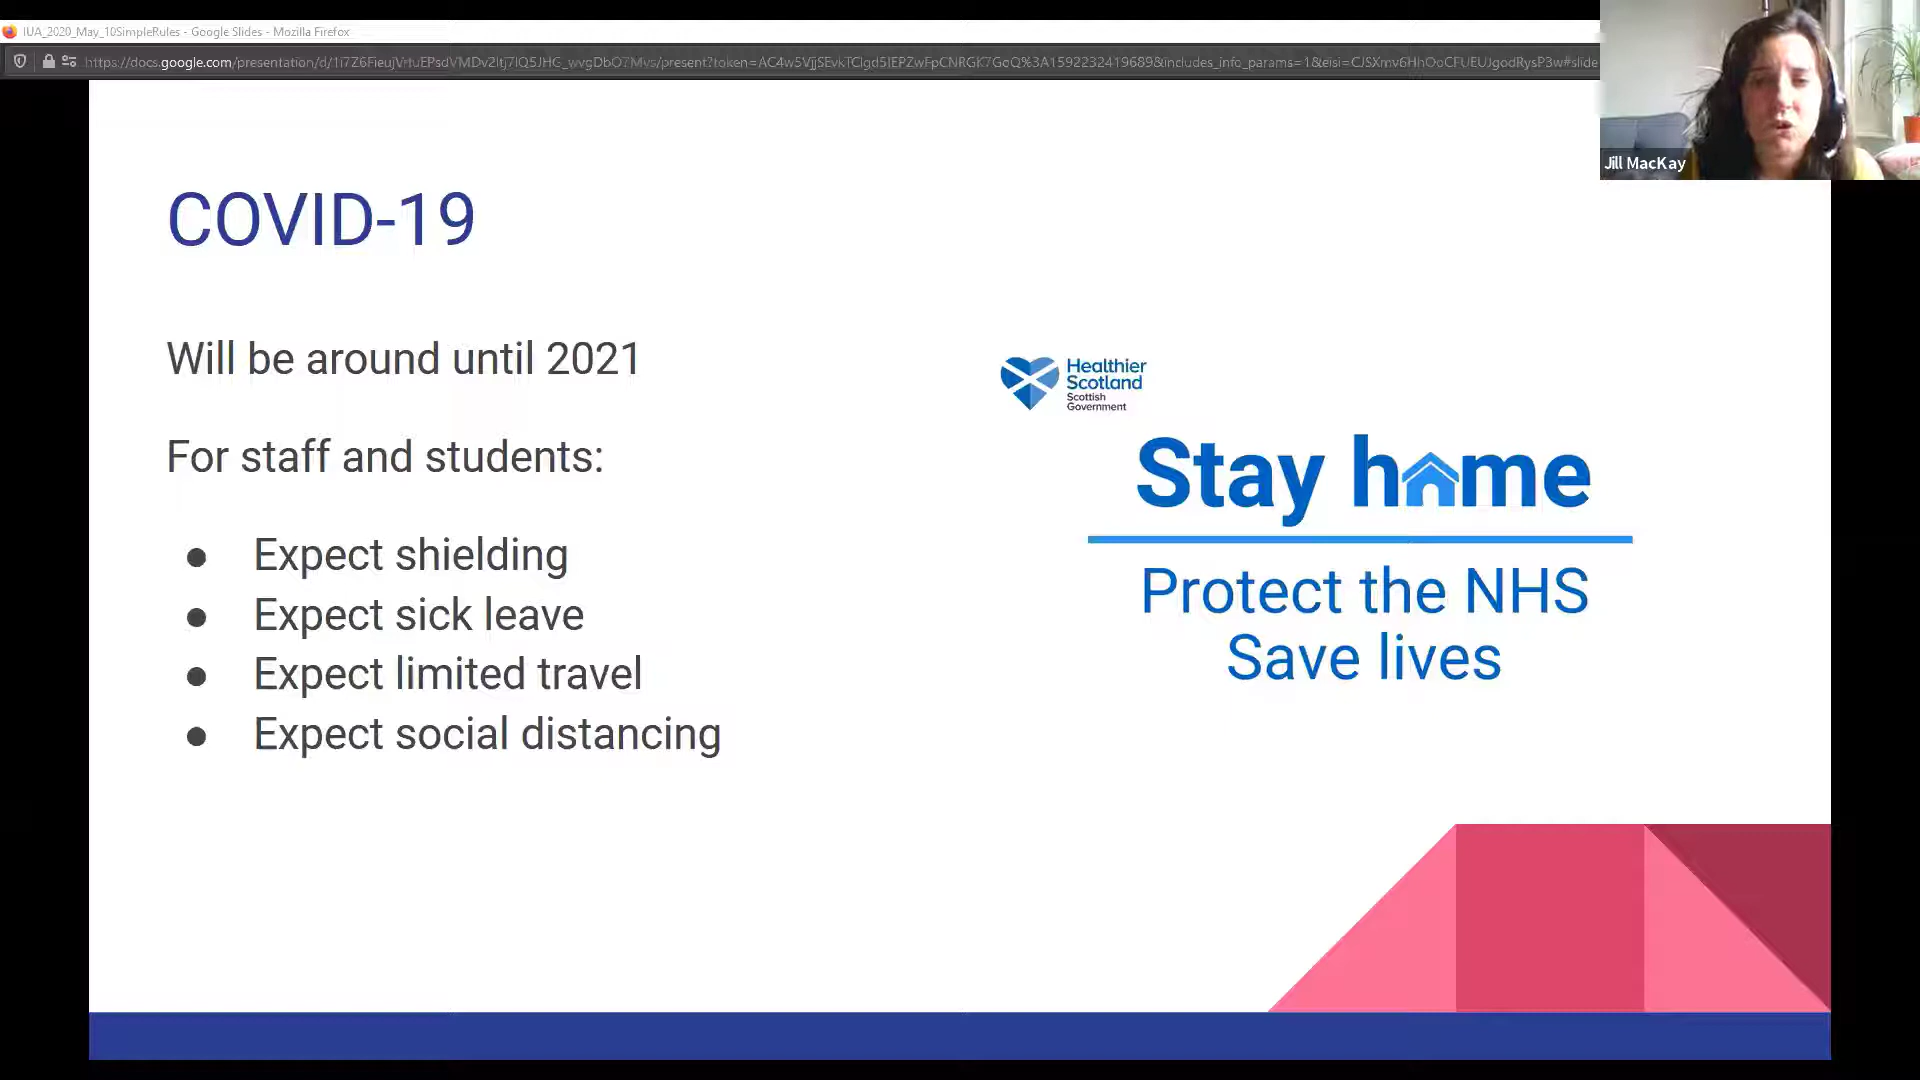 IUA_2020_May_10SimpleRules - Google Slides - Mozilla Firefox
Jill MacKay
COVID-19
Will be around until 2021
For staff and students:
● Expect shielding
● Expect sick leave
● Expect limited travel
● Expect social distancing
Healthier
Scotland
Scottish
Government
Stay home
Protect the NHS
Save lives